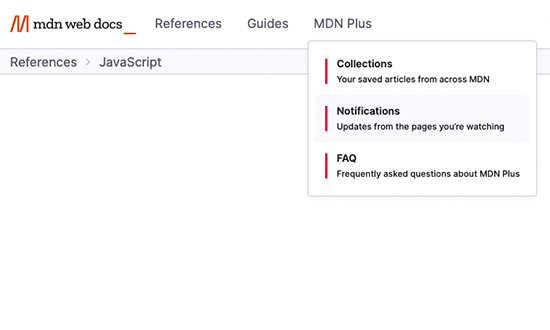 mdn web docs_ References Guides MDN Plus
References > JavaScript
Collections
Your saved articles from across MDN
Notifications
Updates from the pages you're watching
FAQ
Frequently asked questions about MDN Plus